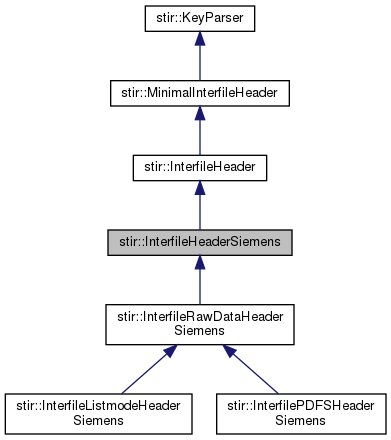 stir::KeyParser
stir::MinimalInterfileHeader
stir::InterfileHeader
stir::InterfileHeaderSiemens
stir::InterfileRawDataHeader
Siemens
stir::InterfileListmodeHeader
Siemens
stir::InterfilePDFSHeader
Siemens